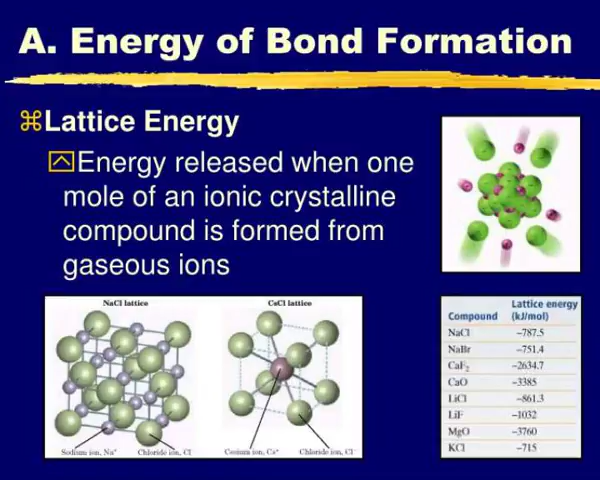 A. Energy of Bond Formation
Lattice Energy
Energy released when one
mole of an ionic crystalline
compound is formed from
gaseous ions
NaCl lattice
CsCl lattice
Sodium ion, Na⁺
Chloride ion, Cl⁻
Cesium ion, Cs⁺
Chloride ion, Cl⁻
Compound Lattice energy (kJ/mol)
NaCl −787.5
NaBr −751.4
CaF₂ −2634.7
CaO −3385
LiCl −861.3
LiF −1032
MgO −3760
KCl −715